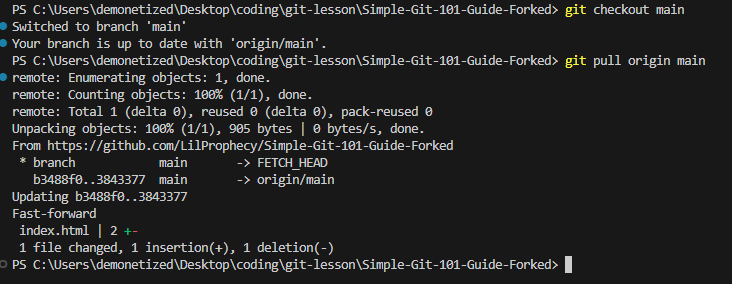 PS C:\Users\demonetized\Desktop\coding\git-lesson\Simple-Git-101-Guide-Forked> git checkout main
Switched to branch 'main'
Your branch is up to date with 'origin/main'.
PS C:\Users\demonetized\Desktop\coding\git-lesson\Simple-Git-101-Guide-Forked> git pull origin main
remote: Enumerating objects: 1, done.
remote: Counting objects: 100% (1/1), done.
remote: Total 1 (delta 0), reused 0 (delta 0), pack-reused 0
Unpacking objects: 100% (1/1), 905 bytes | 0 bytes/s, done.
From https://github.com/LilProphecy/Simple-Git-101-Guide-Forked
 * branch            main       -> FETCH_HEAD
   b3488f0..3843377  main       -> origin/main
Updating b3488f0..3843377
Fast-forward
 index.html | 2 +-
 1 file changed, 1 insertion(+), 1 deletion(-)
PS C:\Users\demonetized\Desktop\coding\git-lesson\Simple-Git-101-Guide-Forked>